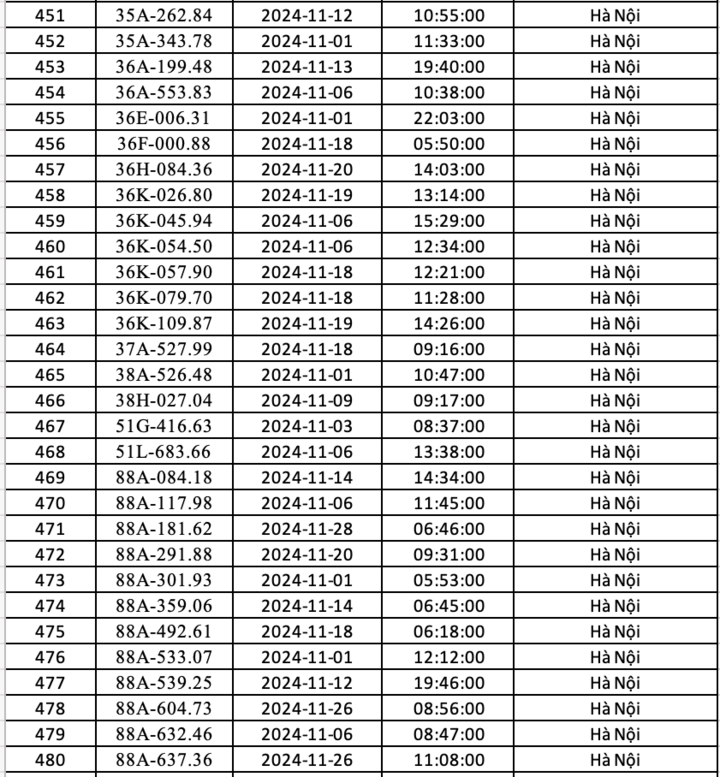 451 35A-262.84 2024-11-12 10:55:00 Hà Nội
452 35A-343.78 2024-11-01 11:33:00 Hà Nội
453 36A-199.48 2024-11-13 19:40:00 Hà Nội
454 36A-553.83 2024-11-06 10:38:00 Hà Nội
455 36E-006.31 2024-11-01 22:03:00 Hà Nội
456 36F-000.88 2024-11-18 05:50:00 Hà Nội
457 36H-084.36 2024-11-20 14:03:00 Hà Nội
458 36K-026.80 2024-11-19 13:14:00 Hà Nội
459 36K-045.94 2024-11-06 15:29:00 Hà Nội
460 36K-054.50 2024-11-06 12:34:00 Hà Nội
461 36K-057.90 2024-11-18 12:21:00 Hà Nội
462 36K-079.70 2024-11-18 11:28:00 Hà Nội
463 36K-109.87 2024-11-19 14:26:00 Hà Nội
464 37A-527.99 2024-11-18 09:16:00 Hà Nội
465 38A-526.48 2024-11-01 10:47:00 Hà Nội
466 38H-027.04 2024-11-09 09:17:00 Hà Nội
467 51G-416.63 2024-11-03 08:37:00 Hà Nội
468 51L-683.66 2024-11-06 13:38:00 Hà Nội
469 88A-084.18 2024-11-14 14:34:00 Hà Nội
470 88A-117.98 2024-11-06 11:45:00 Hà Nội
471 88A-181.62 2024-11-28 06:46:00 Hà Nội
472 88A-291.88 2024-11-20 09:31:00 Hà Nội
473 88A-301.93 2024-11-01 05:53:00 Hà Nội
474 88A-359.06 2024-11-14 06:45:00 Hà Nội
475 88A-492.61 2024-11-18 06:18:00 Hà Nội
476 88A-533.07 2024-11-01 12:12:00 Hà Nội
477 88A-539.25 2024-11-12 19:46:00 Hà Nội
478 88A-604.73 2024-11-26 08:56:00 Hà Nội
479 88A-632.46 2024-11-06 08:47:00 Hà Nội
480 88A-637.36 2024-11-26 11:08:00 Hà Nội